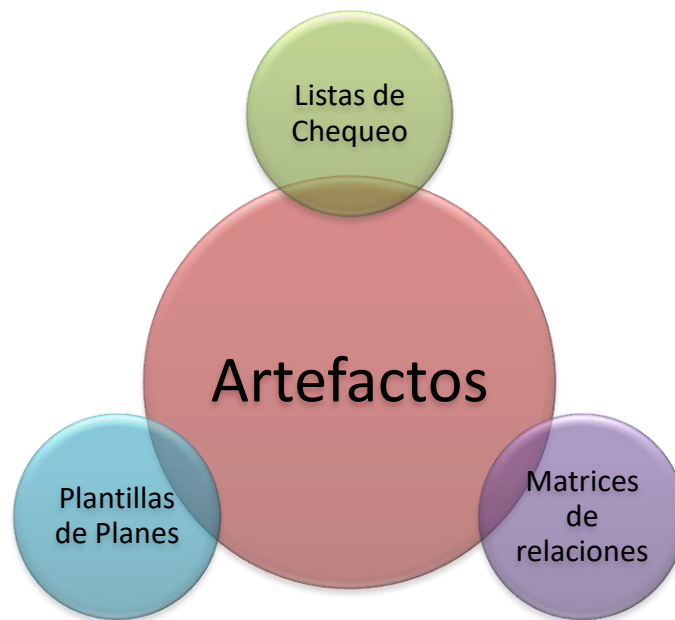 Listas de
Chequeo
Artefactos
Plantillas
de Planes
Matrices
de
relaciones